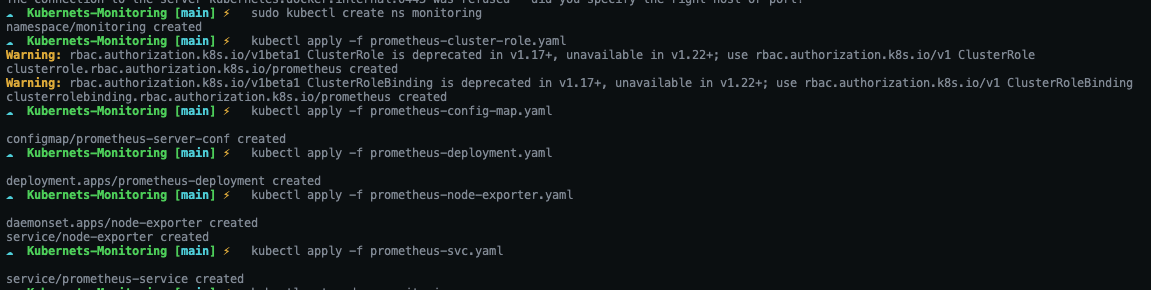 The connection to the server kubernetes.docker.internal:6443 was refused - did you specify the right host or port?
☁ Kubernets-Monitoring [main] ⚡ sudo kubectl create ns monitoring
namespace/monitoring created
☁ Kubernets-Monitoring [main] ⚡ kubectl apply -f prometheus-cluster-role.yaml
Warning: rbac.authorization.k8s.io/v1beta1 ClusterRole is deprecated in v1.17+, unavailable in v1.22+; use rbac.authorization.k8s.io/v1 ClusterRole
clusterrole.rbac.authorization.k8s.io/prometheus created
Warning: rbac.authorization.k8s.io/v1beta1 ClusterRoleBinding is deprecated in v1.17+, unavailable in v1.22+; use rbac.authorization.k8s.io/v1 ClusterRoleBinding
clusterrolebinding.rbac.authorization.k8s.io/prometheus created
☁ Kubernets-Monitoring [main] ⚡ kubectl apply -f prometheus-config-map.yaml
configmap/prometheus-server-conf created
☁ Kubernets-Monitoring [main] ⚡ kubectl apply -f prometheus-deployment.yaml
deployment.apps/prometheus-deployment created
☁ Kubernets-Monitoring [main] ⚡ kubectl apply -f prometheus-node-exporter.yaml
daemonset.apps/node-exporter created
service/node-exporter created
☁ Kubernets-Monitoring [main] ⚡ kubectl apply -f prometheus-svc.yaml
service/prometheus-service created
☁ Kubernets-Monitoring [main] ⚡